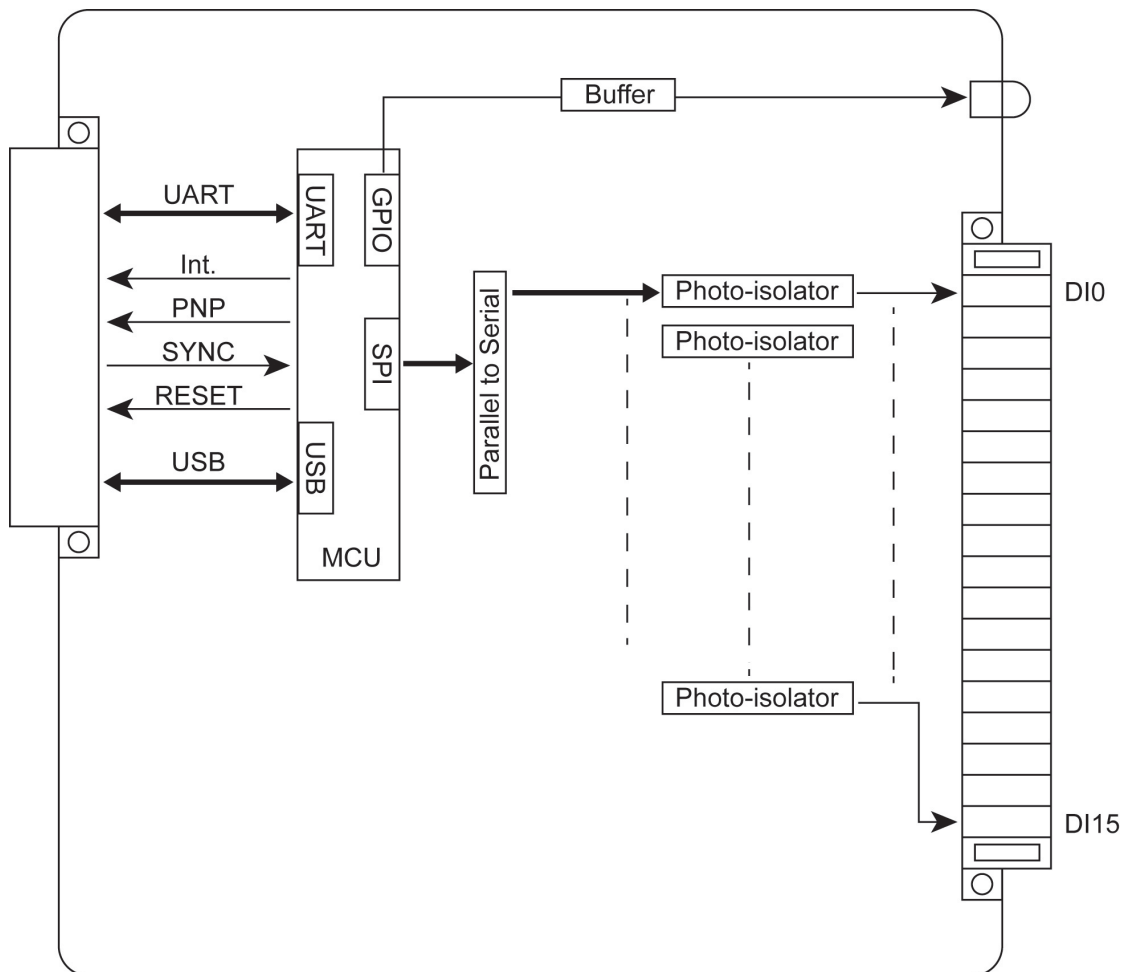 Buffer
UART
UART
GPIO
Int.
PNP
SYNC
RESET
USB
USB
SPI
MCU
Parallel to Serial
Photo-isolator
Photo-isolator
Photo-isolator
DI0
DI15